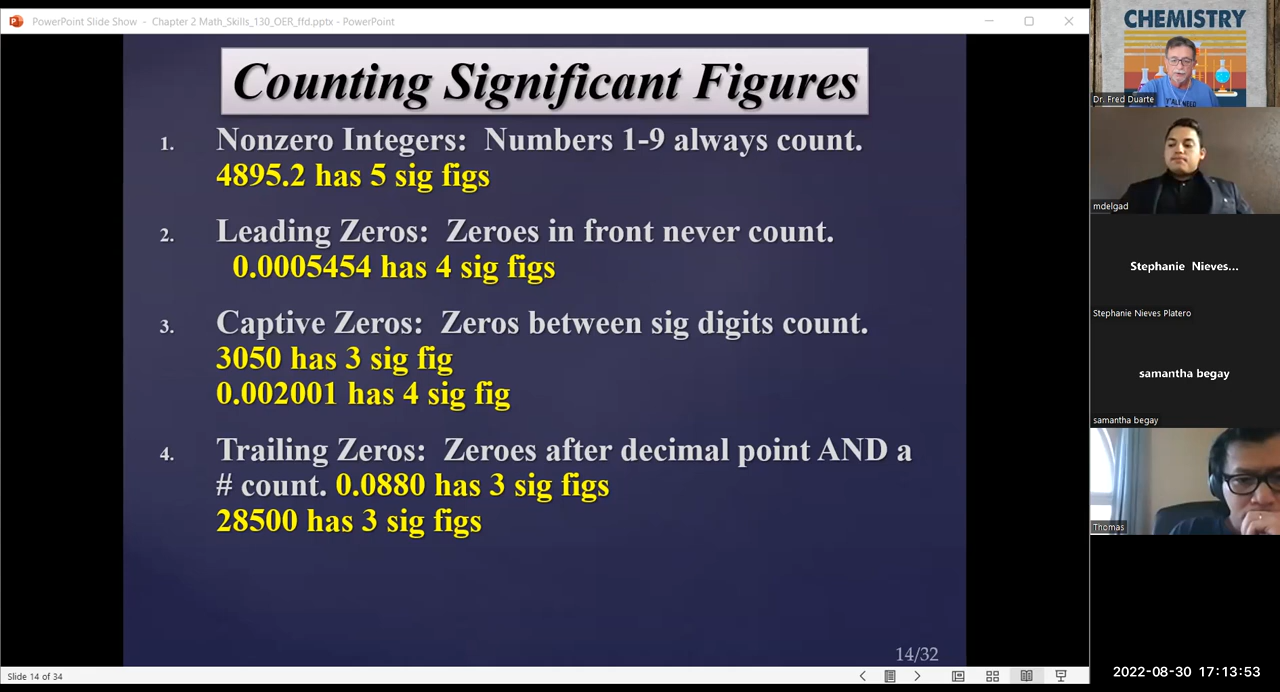 PowerPoint Slide Show - Chapter 2 Math_Skills_130_OER_ffd.pptx - PowerPoint
Counting Significant Figures
1. Nonzero Integers: Numbers 1-9 always count.
4895.2 has 5 sig figs
2. Leading Zeros: Zeroes in front never count.
0.0005454 has 4 sig figs
3. Captive Zeros: Zeros between sig digits count.
3050 has 3 sig fig
0.002001 has 4 sig fig
4. Trailing Zeros: Zeroes after decimal point AND a
# count. 0.0880 has 3 sig figs
28500 has 3 sig figs
14/32
Slide 14 of 34
CHEMISTRY
Y'ALL NEED
Dr. Fred Duarte
mdelgad
Stephanie Nieves...
Stephanie Nieves Platero
samantha begay
samantha begay
Thomas
2022-08-30 17:13:53